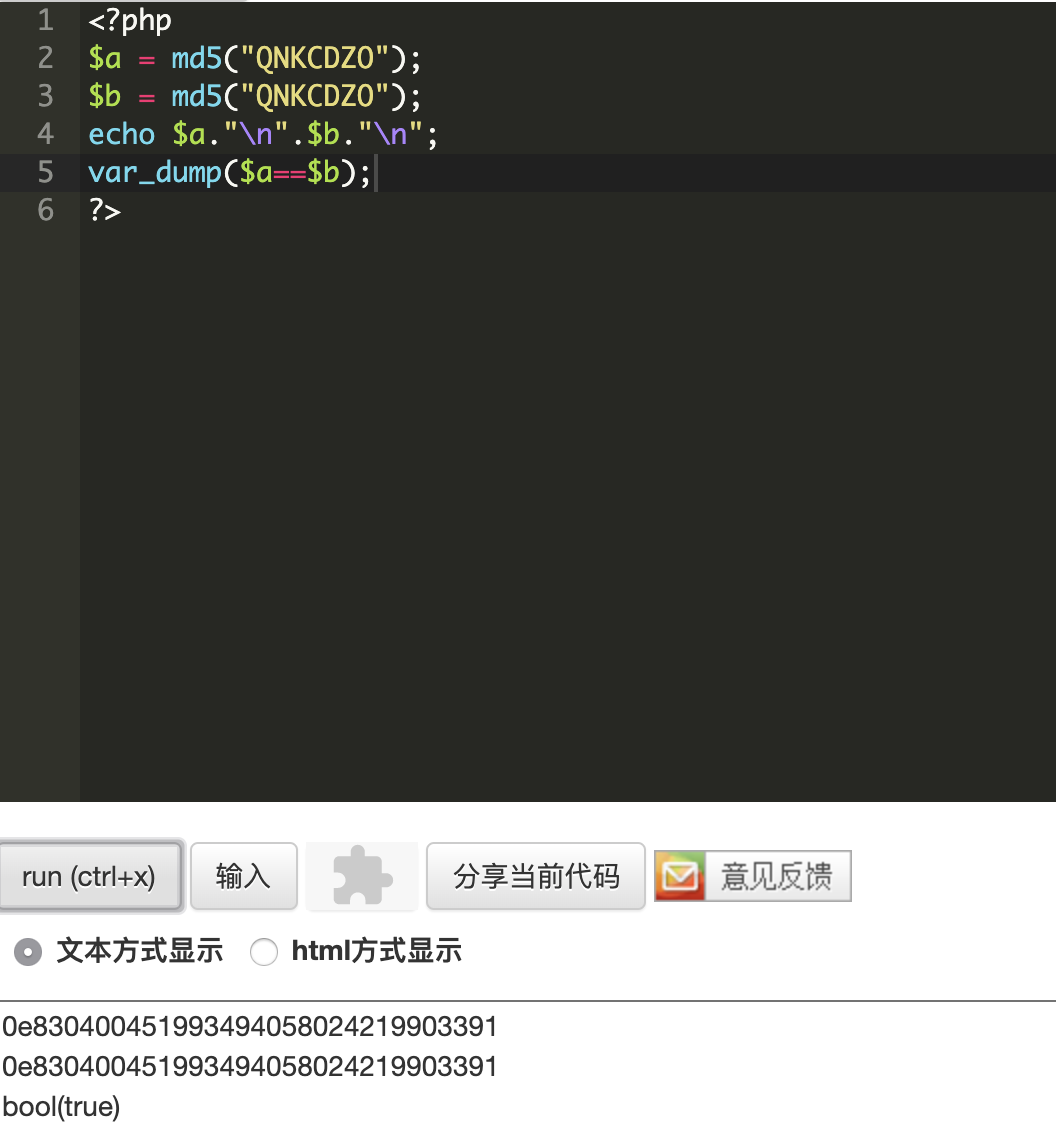 1 <?php
2 $a = md5("QNKCDZO");
3 $b = md5("QNKCDZO");
4 echo $a."\n".$b."\n";
5 var_dump($a==$b);
6 ?>
run (ctrl+x) 输入 分享当前代码 意见反馈
文本方式显示 html方式显示
0e830400451993494058024219903391
0e830400451993494058024219903391
bool(true)